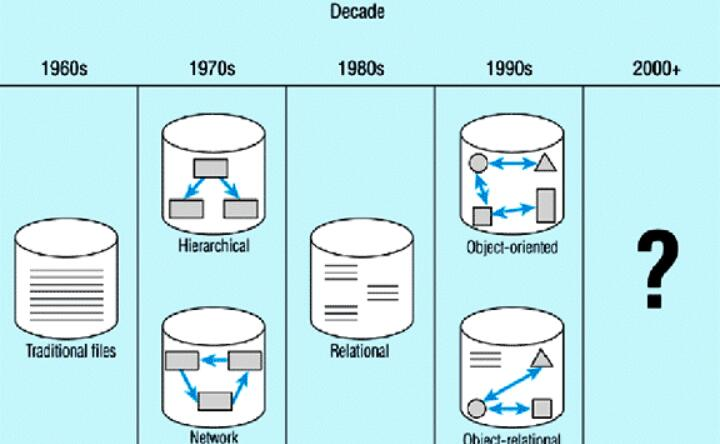 Decade
1960s 1970s 1980s 1990s 2000+
Hierarchical Object-oriented
?
Traditional files Relational
Network Object-relational